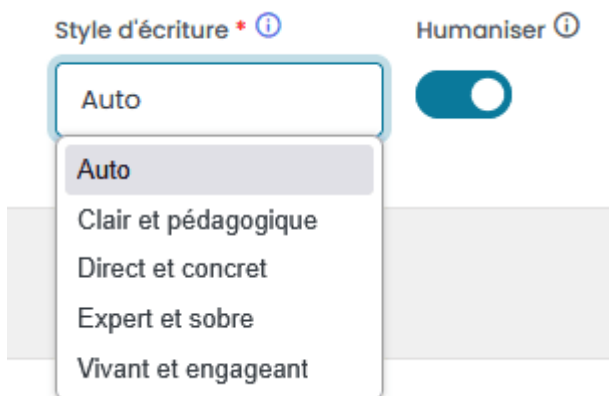 Style d'écriture * Humaniser
Auto
Auto
Clair et pédagogique
Direct et concret
Expert et sobre
Vivant et engageant